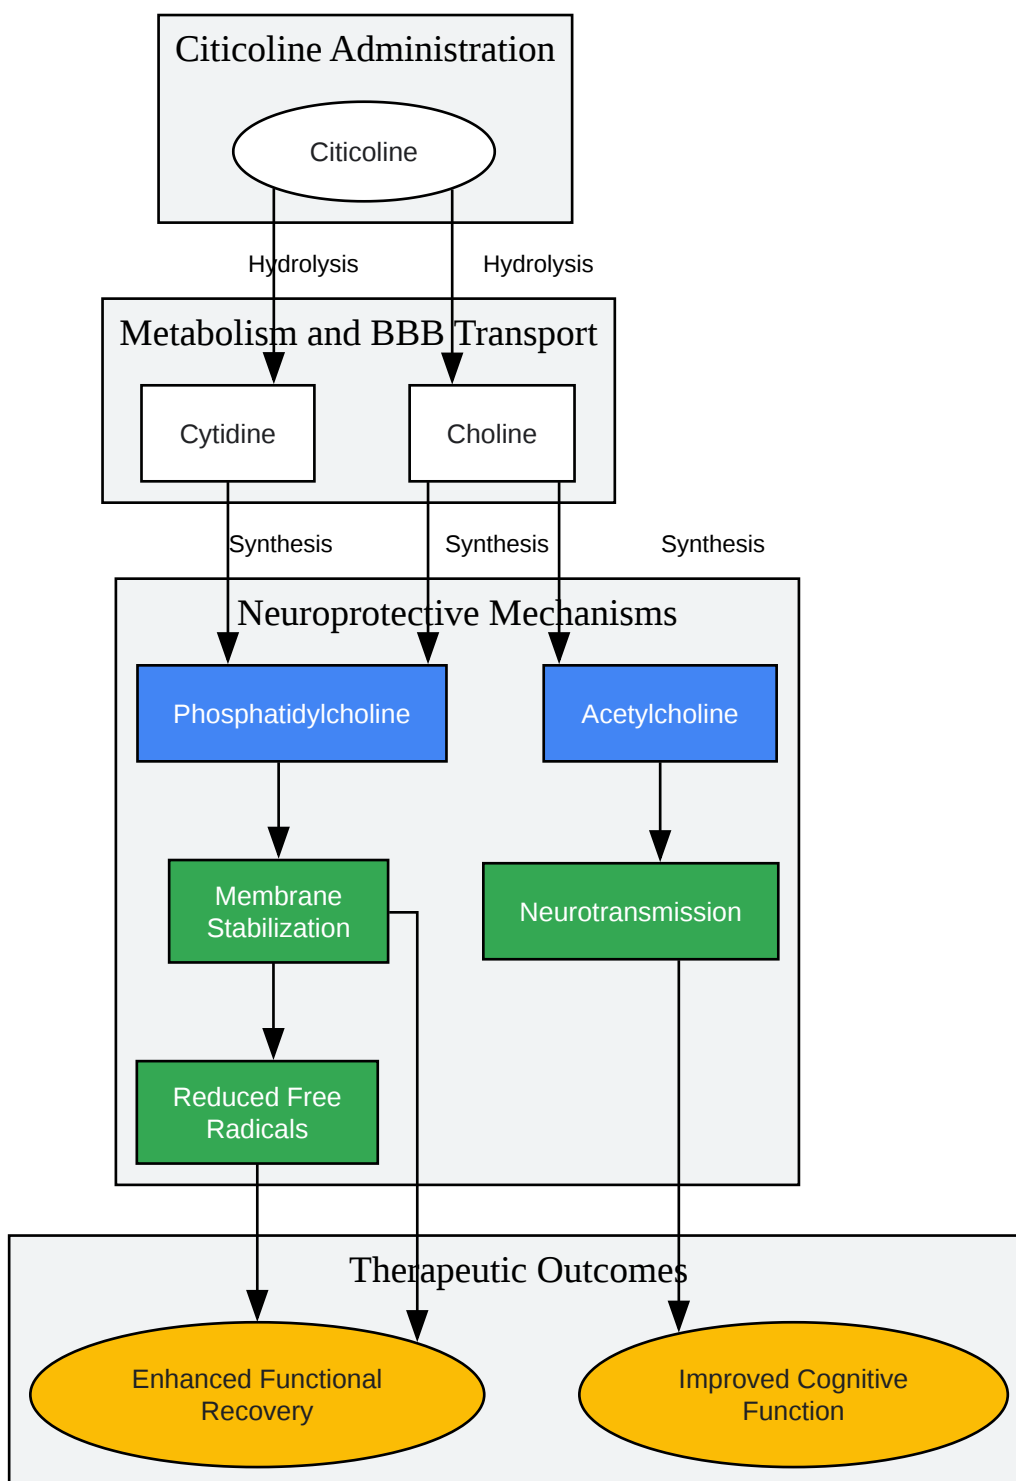 Citicoline Administration
Citicoline
Hydrolysis
Hydrolysis
Metabolism and BBB Transport
Cytidine
Choline
Synthesis
Synthesis
Synthesis
Neuroprotective Mechanisms
Phosphatidylcholine
Acetylcholine
Membrane
Stabilization
Neurotransmission
Reduced Free
Radicals
Therapeutic Outcomes
Enhanced Functional
Recovery
Improved Cognitive
Function